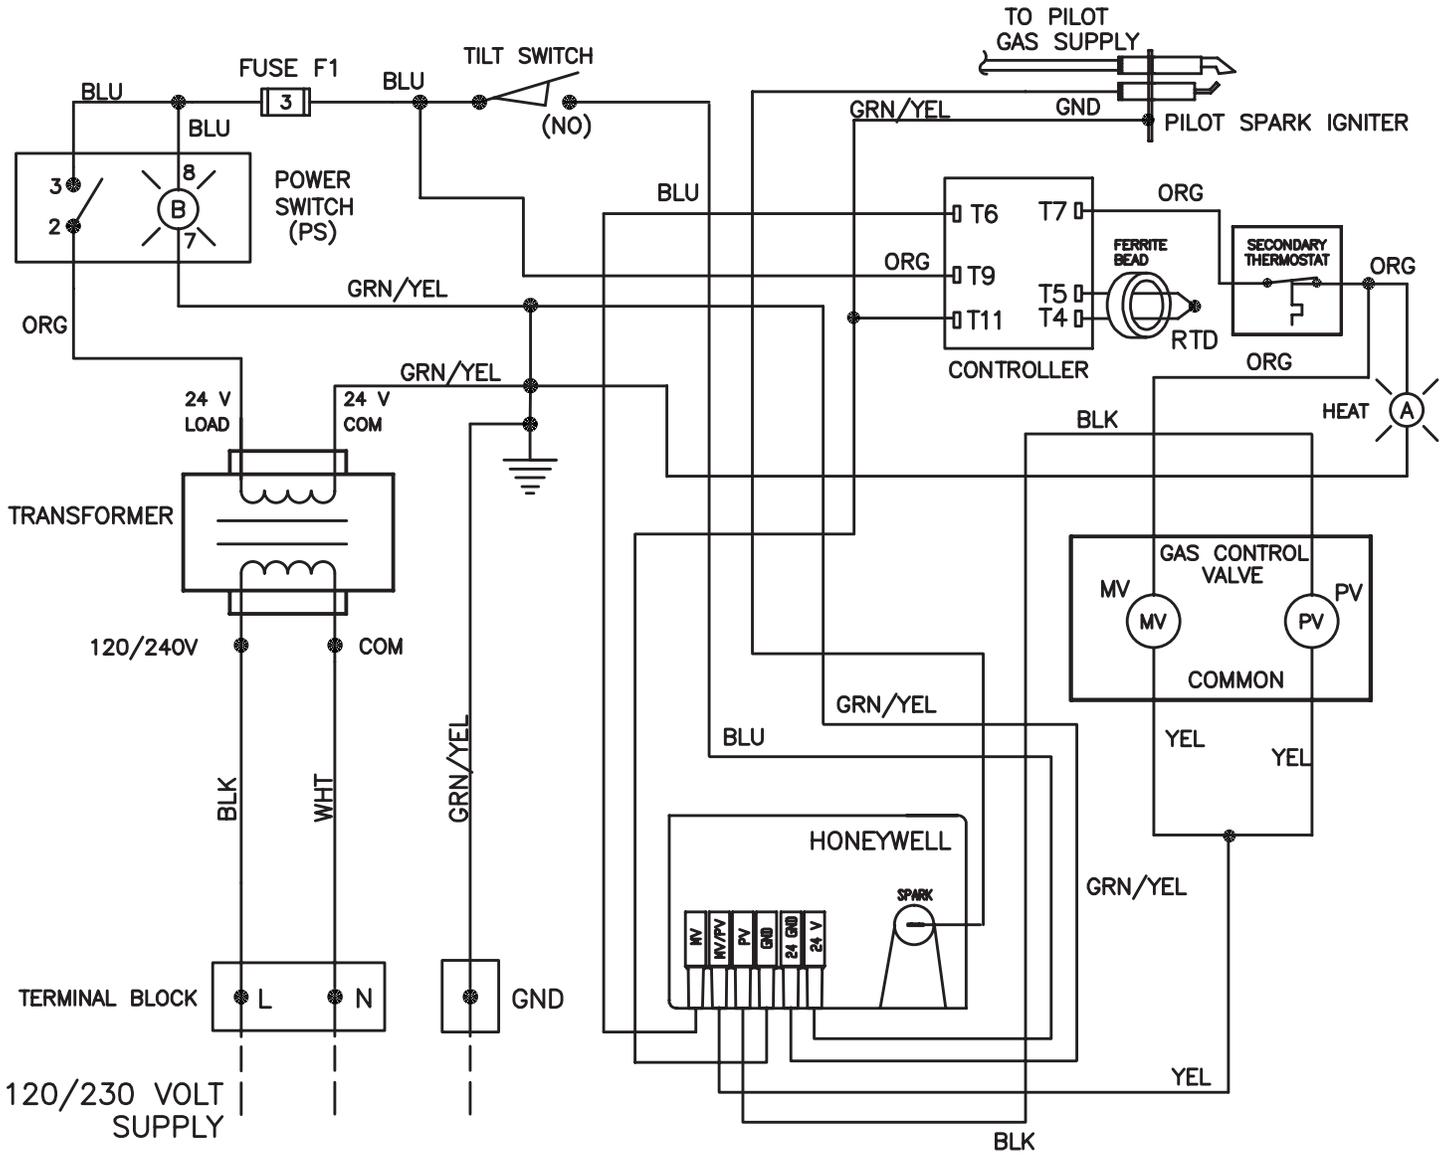 TO PILOT
GAS SUPPLY
TILT SWITCH
FUSE F1
BLU
BLU
3
BLU
(NO)
GRN/YEL
GND
PILOT SPARK IGNITER
3
8
B
2
7
POWER
SWITCH
(PS)
BLU
T6
T7
ORG
FERRITE
BEAD
SECONDARY
THERMOSTAT
ORG
ORG
T9
T5
T11
T4
RTD
GRN/YEL
ORG
CONTROLLER
ORG
GRN/YEL
24 V
LOAD
24 V
COM
HEAT
A
BLK
TRANSFORMER
GAS CONTROL
VALVE
MV
PV
MV
PV
COMMON
120/240V
COM
GRN/YEL
BLU
YEL
YEL
BLK
WHT
GRN/YEL
HONEYWELL
SPARK
GRN/YEL
MV
MV/PV
PV
GND
24 GND
24 V
TERMINAL BLOCK
L
N
GND
YEL
120/230 VOLT
SUPPLY
BLK